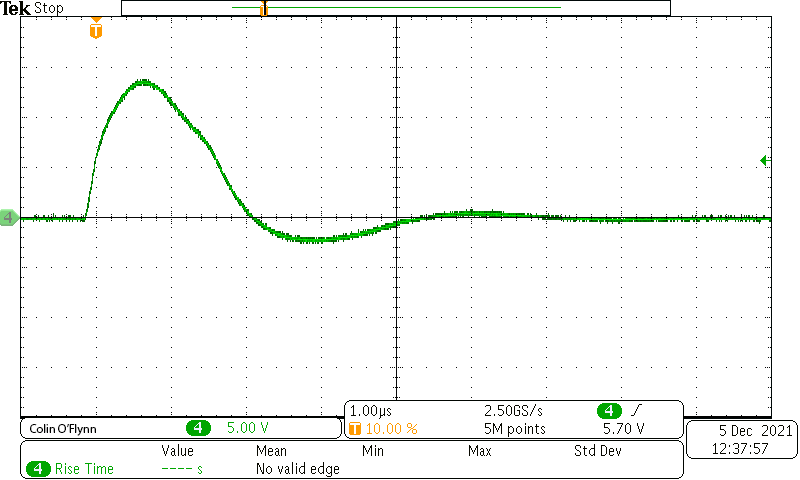 Tek Stop
T
4
1.00µs 2.50GS/s 4
T 10.00 % 5M points 5.70 V
Colin O'Flynn 4 5.00 V
5 Dec 2021
12:37:57
Value Mean Min Max Std Dev
4 Rise Time ---- s No valid edge